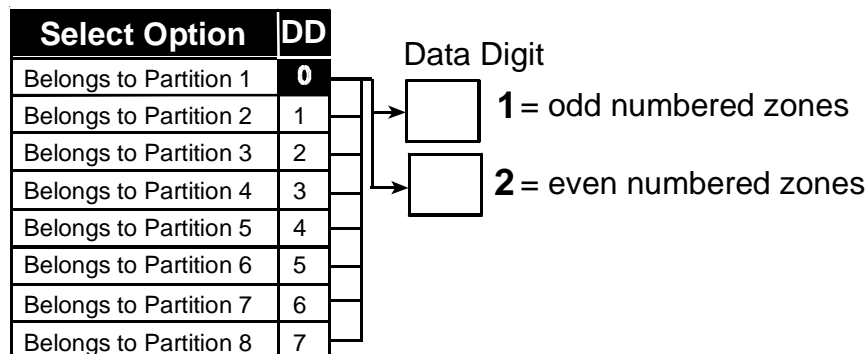 Select Option DD
Belongs to Partition 1 0
Belongs to Partition 2 1
Belongs to Partition 3 2
Belongs to Partition 4 3
Belongs to Partition 5 4
Belongs to Partition 6 5
Belongs to Partition 7 6
Belongs to Partition 8 7
Data Digit
1 = odd numbered zones
2 = even numbered zones